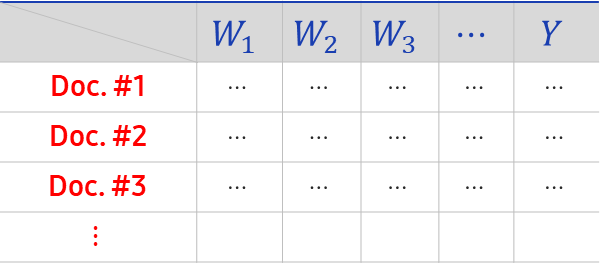 W₁ W₂ W₃ ⋯ Y
Doc. #1 ⋯ ⋯ ⋯ ⋯ ⋯
Doc. #2 ⋯ ⋯ ⋯ ⋯ ⋯
Doc. #3 ⋯ ⋯ ⋯ ⋯ ⋯
⋮